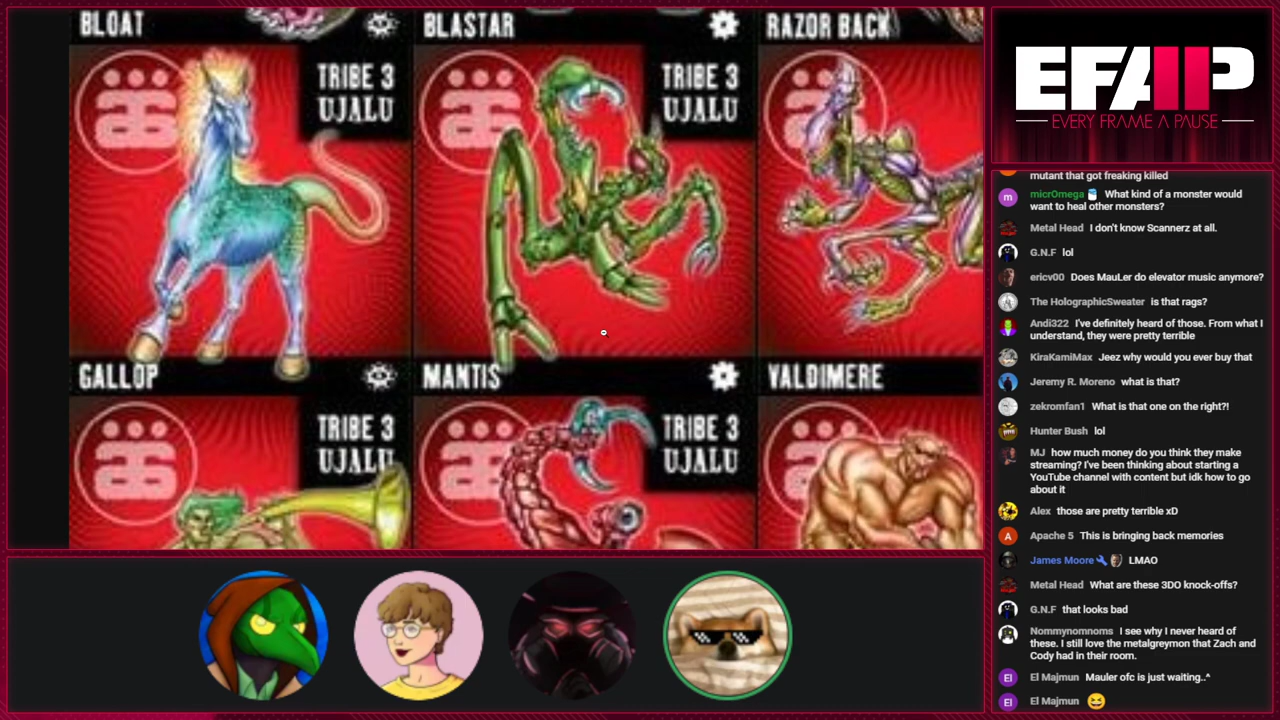 BLOAT
BLASTAR
RAZOR BACK
TRIBE 3
UJALU
TRIBE 3
UJALU
GALLOP
MANTIS
VALDIMERE
TRIBE 3
UJALU
TRIBE 3
UJALU
EFAP
EVERY FRAME A PAUSE
mutant that got freaking killed
micrOmega What kind of a monster would
want to heal other monsters?
Metal Head I don't know Scannerz at all.
G.N.F lol
ericv00 Does MauLer do elevator music anymore?
The HolographicSweater is that rags?
Andi322 I've definitely heard of those. From what I
understand, they were pretty terrible
KiraKamiMax Jeez why would you ever buy that
Jeremy R. Moreno what is that?
zekromfan1 What is that one on the right?!
Hunter Bush lol
MJ how much money do you think they make
streaming? I've been thinking about starting a
YouTube channel with content but idk how to go
about it
Alex those are pretty terrible xD
Apache 5 This is bringing back memories
James Moore LMAO
Metal Head What are these 3DO knock-offs?
G.N.F that looks bad
Nommynomnoms I see why I never heard of
these. I still love the metalgreymon that Zach and
Cody had in their room.
El Majmun Mauler ofc is just waiting..^
El Majmun